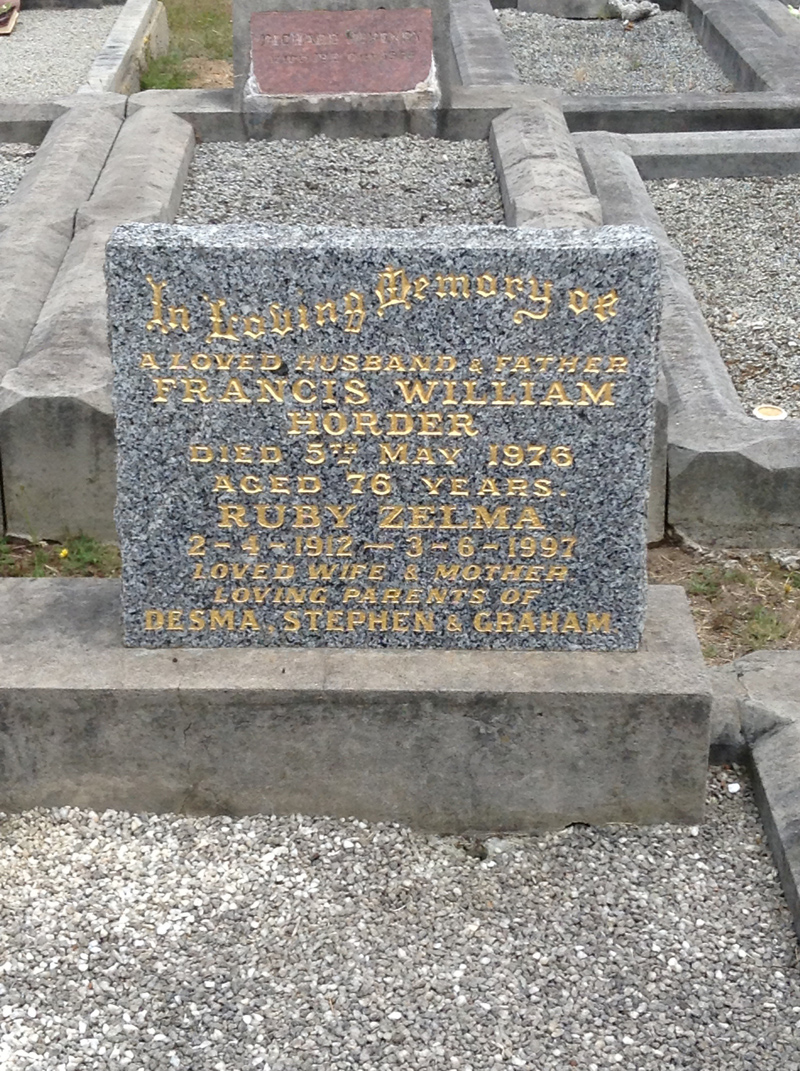 In Loving Memory of
A LOVED HUSBAND & FATHER
FRANCIS WILLIAM
HORDER
DIED 5TH MAY 1976
AGED 76 YEARS.
RUBY ZELMA
2-4-1912 — 3-6-1997
LOVED WIFE & MOTHER
LOVING PARENTS OF
DESMA, STEPHEN & GRAHAM
RICHARD